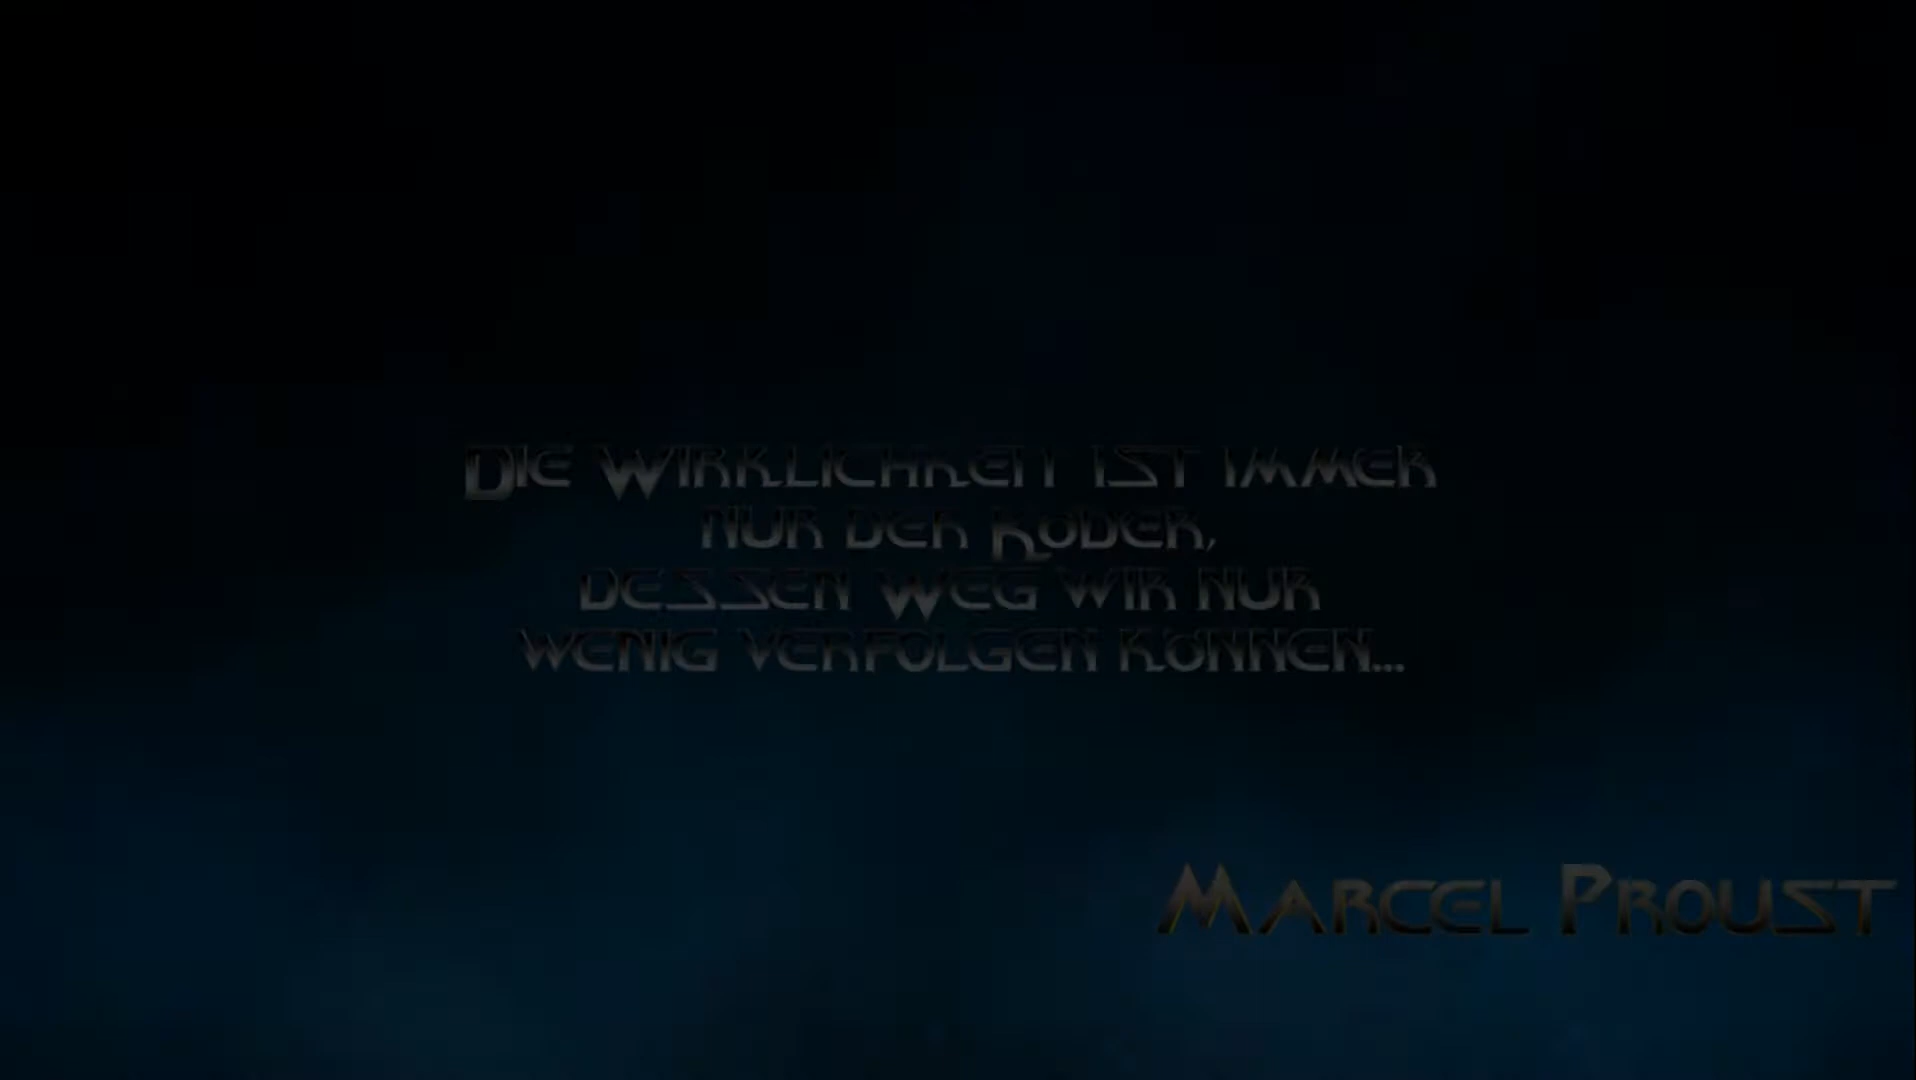 Die Wirklichkeit ist immer
nur der Köder,
dessen Weg wir nur
wenig verfolgen können...
Marcel Proust